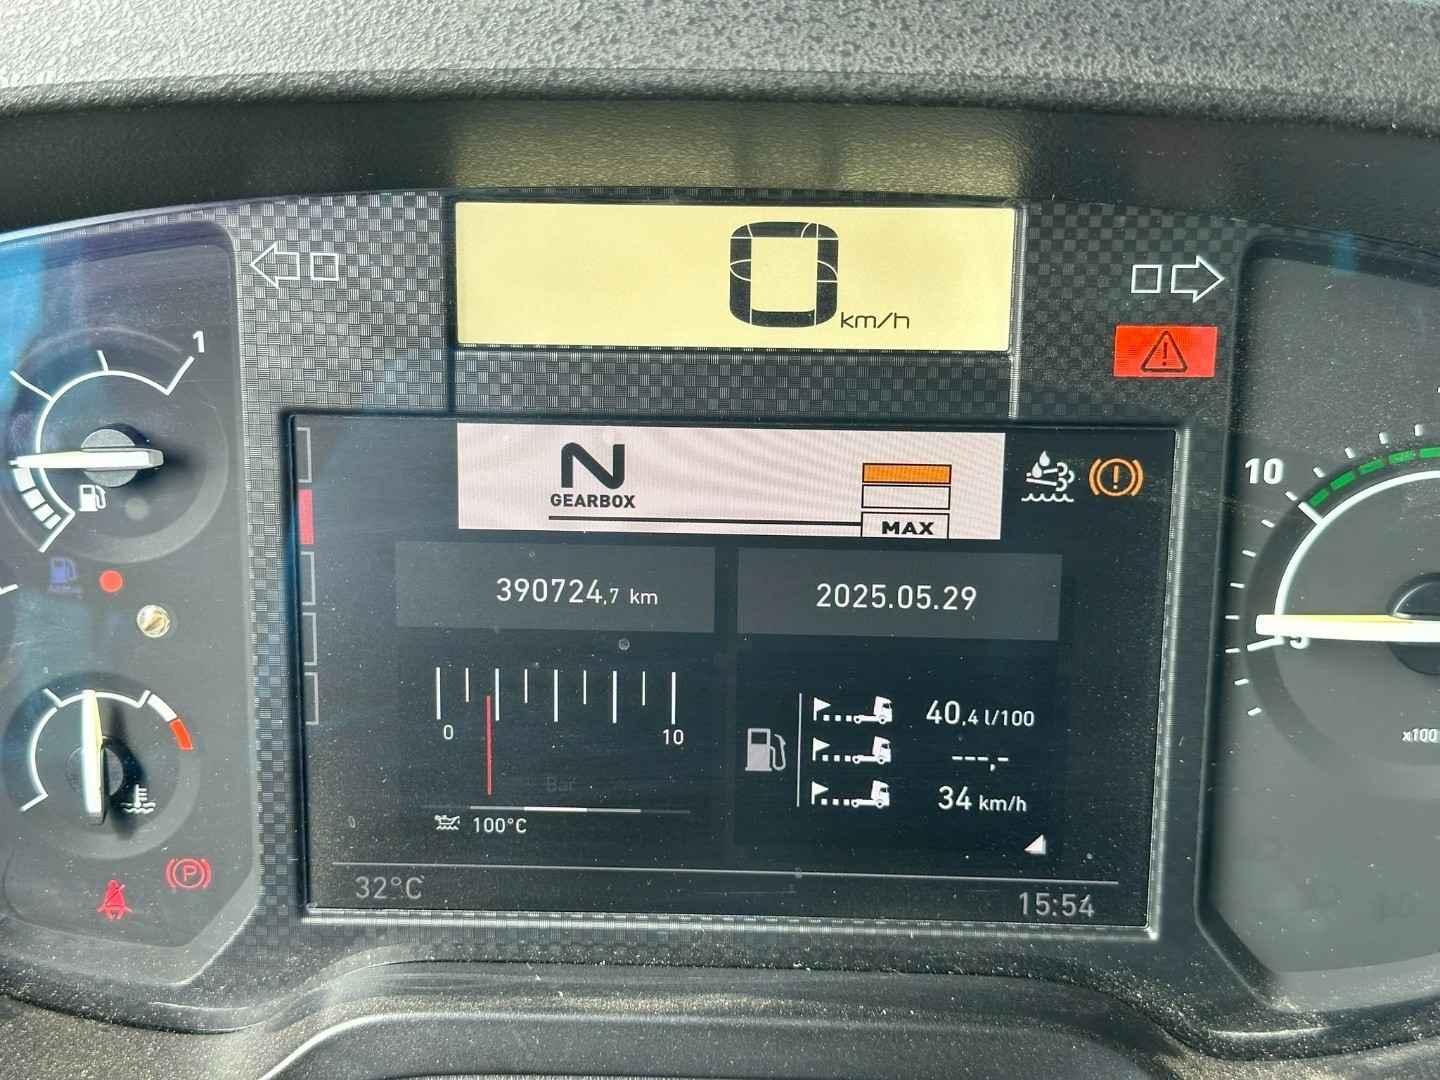 0 km/h
1
N
GEARBOX
MAX
10
390724,7 km
2025.05.29
5
0
10
Bar
40,4 l/100
---,-
34 km/h
x100
100°C
P
32°C
15:54